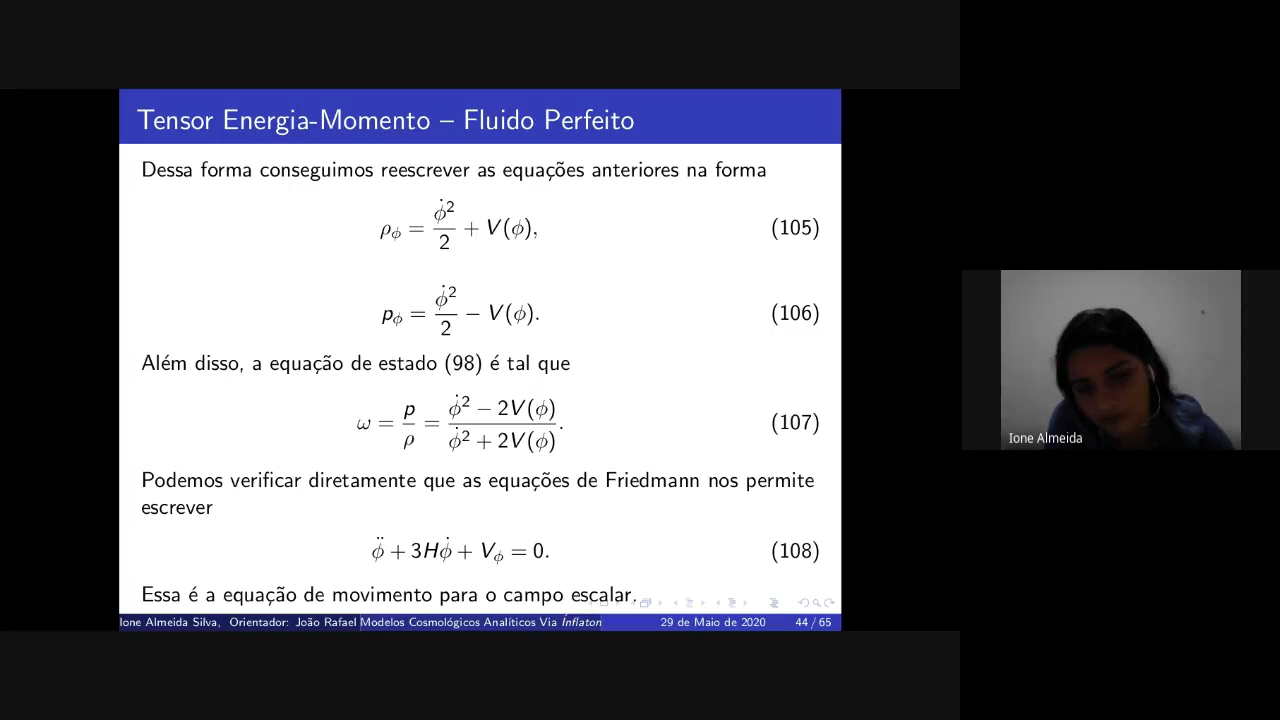 Tensor Energia-Momento – Fluido Perfeito
Dessa forma conseguimos reescrever as equações anteriores na forma
ρ_ϕ = ϕ̇²/2 + V(ϕ), (105)
p_ϕ = ϕ̇²/2 − V(ϕ). (106)
Além disso, a equação de estado (98) é tal que
ω = p/ρ = (ϕ̇² − 2V(ϕ))/(ϕ̇² + 2V(ϕ)). (107)
Podemos verificar diretamente que as equações de Friedmann nos permite
escrever
ϕ̈ + 3Hϕ̇ + V_ϕ = 0. (108)
Essa é a equação de movimento para o campo escalar.
Ione Almeida Silva, Orientador: João Rafael Modelos Cosmológicos Analíticos Via Inflaton 29 de Maio de 2020 44 / 65
Ione Almeida